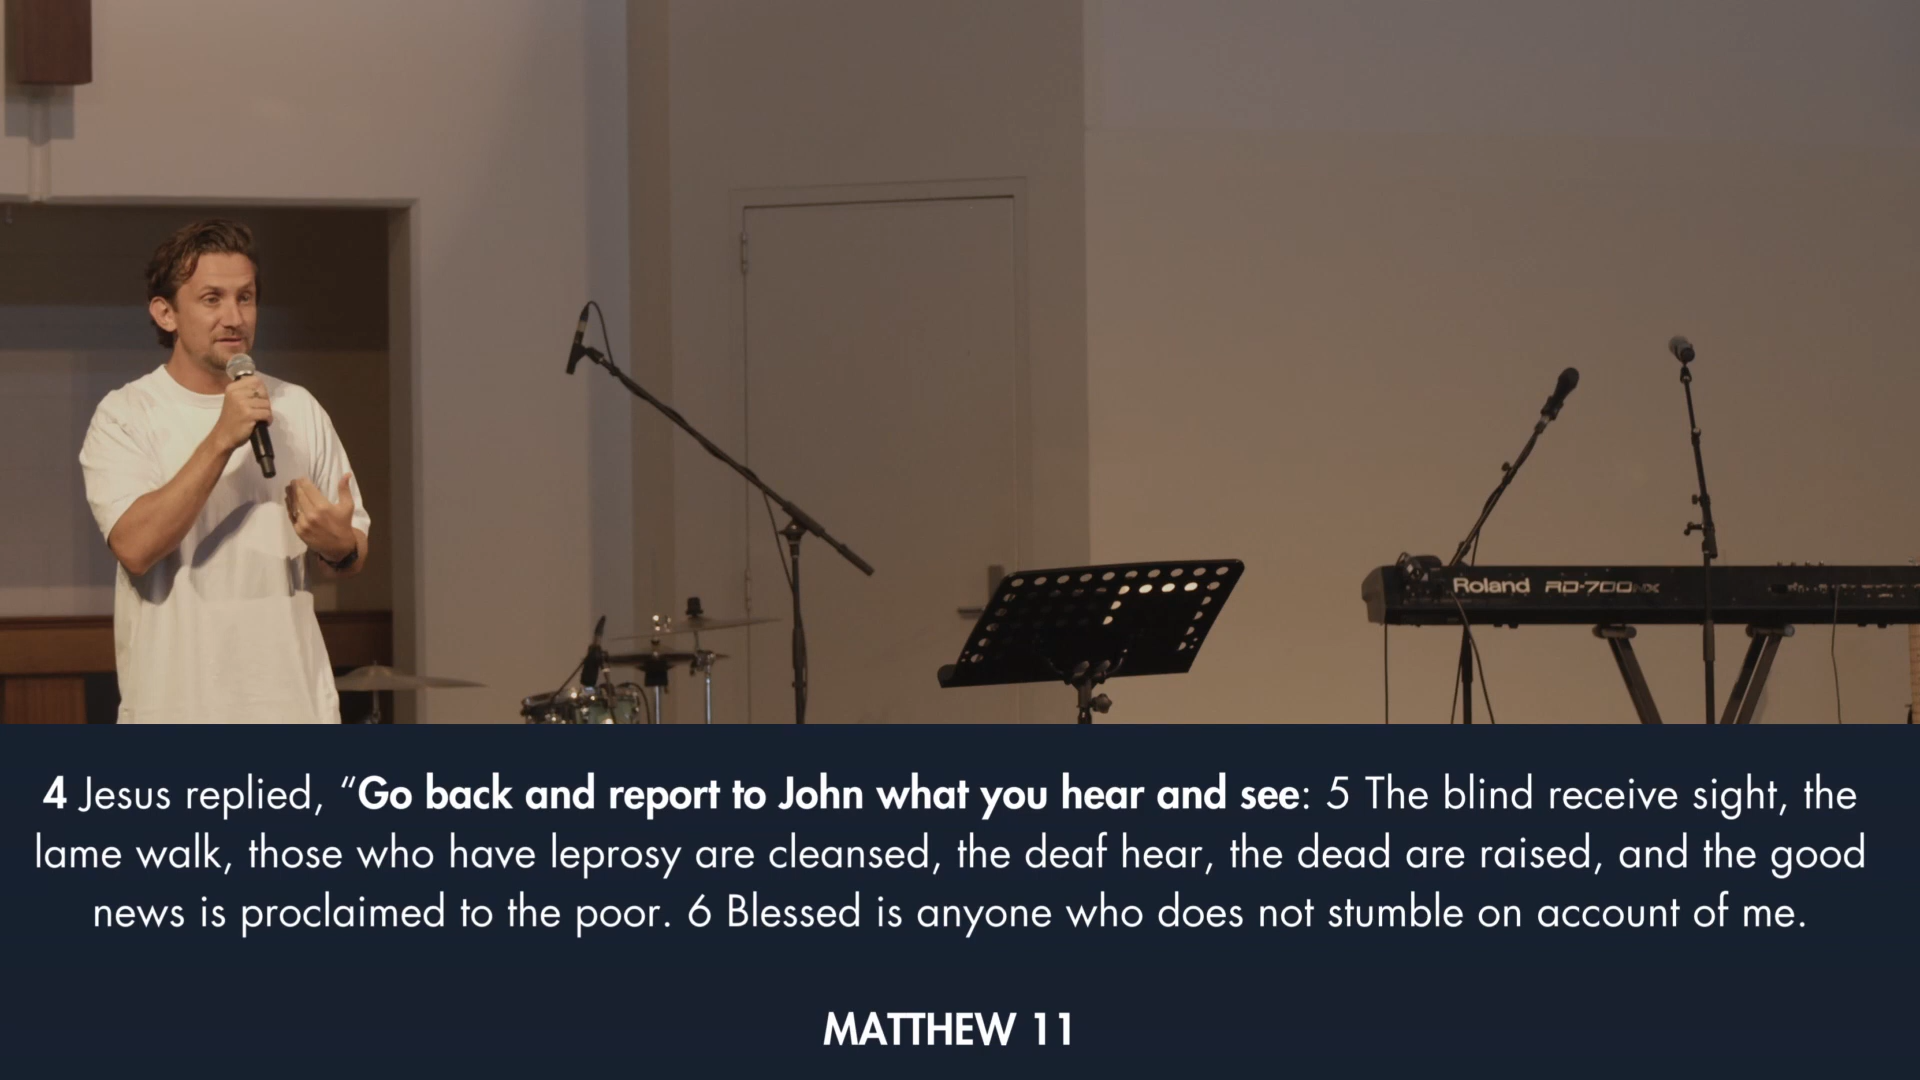 Roland RD-700NX
4 Jesus replied, “Go back and report to John what you hear and see: 5 The blind receive sight, the
lame walk, those who have leprosy are cleansed, the deaf hear, the dead are raised, and the good
news is proclaimed to the poor. 6 Blessed is anyone who does not stumble on account of me.
MATTHEW 11